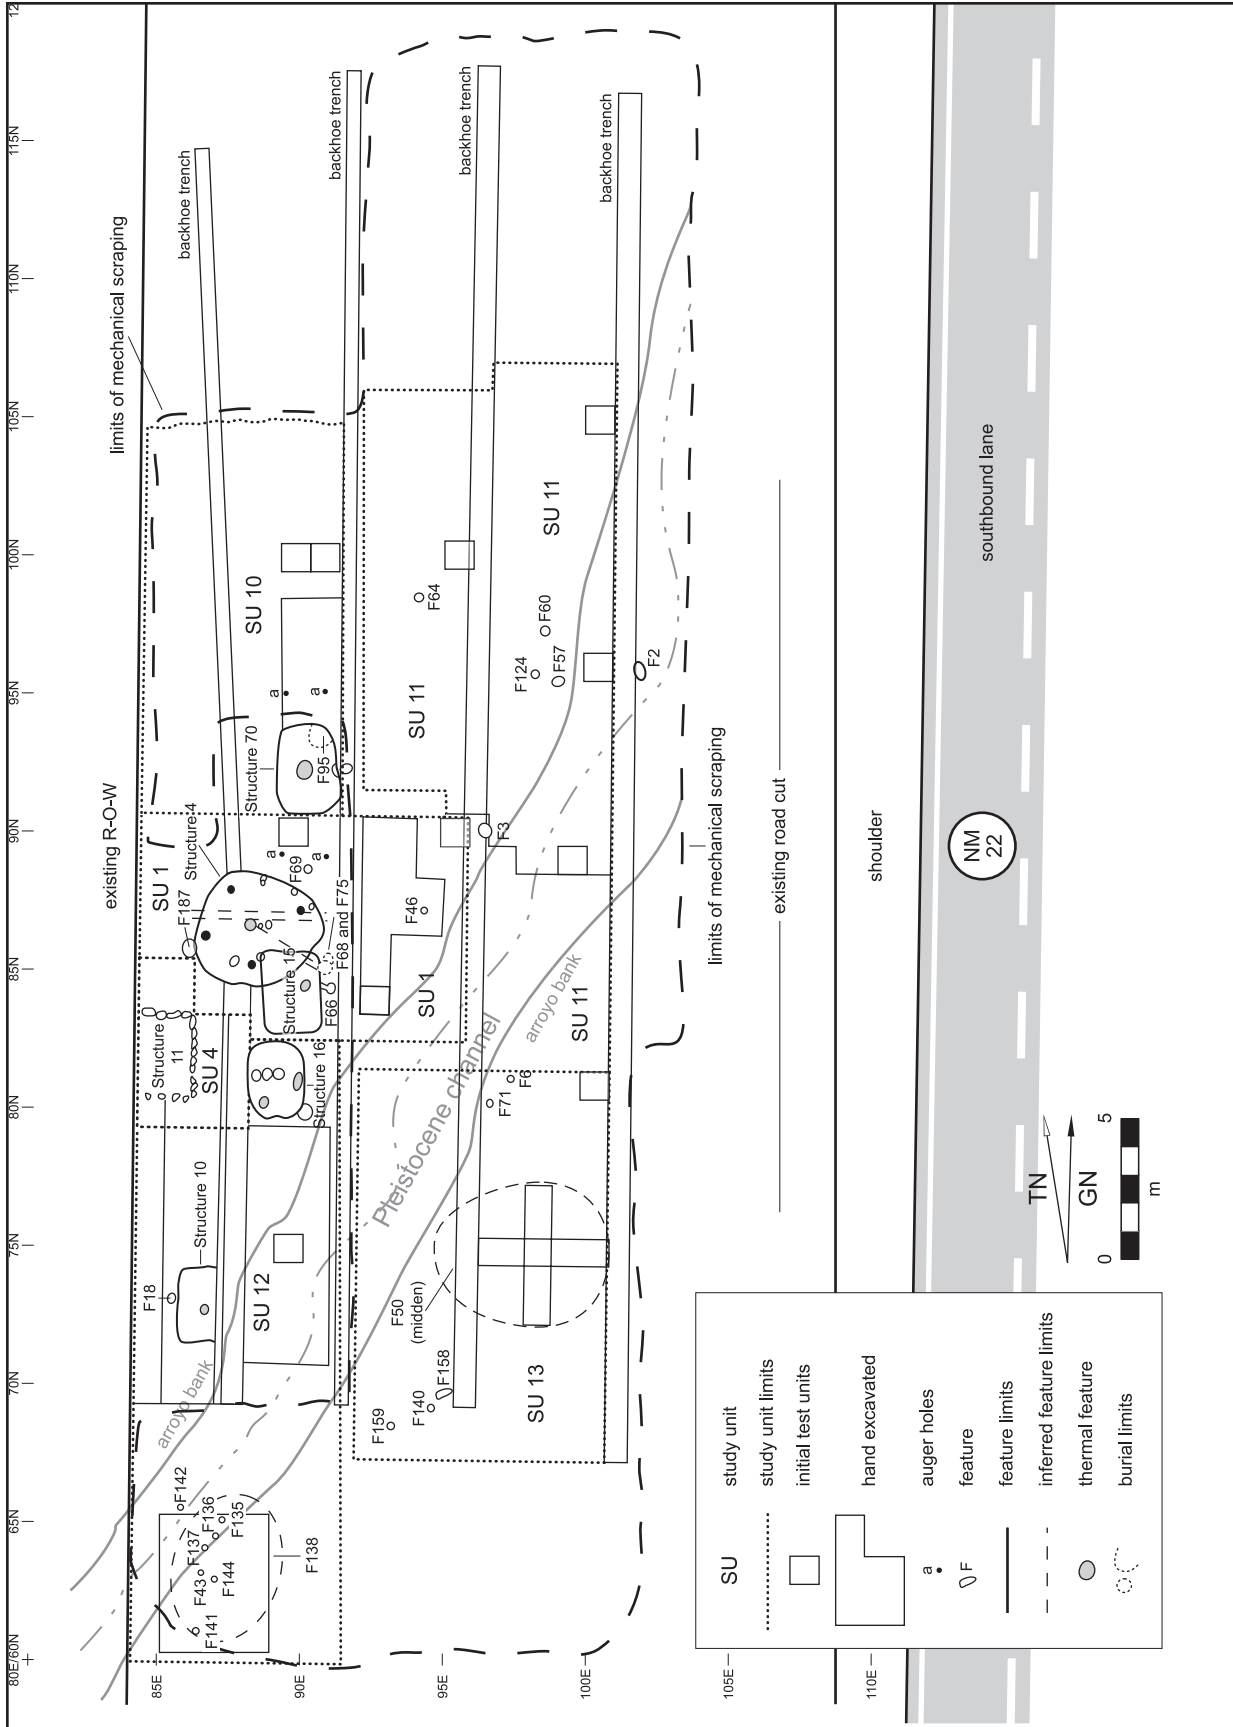 80E/60N
65N
70N
75N
80N
85N
90N
95N
100N
105N
110N
115N
12
85E
90E
95E
100E
105E
110E
existing R-O-W
limits of mechanical scraping
backhoe trench
backhoe trench
backhoe trench
backhoe trench
SU 1
F187
Structure 4
Structure 70
SU 10
a
a
a
a
F95
F69
F68 and F75
Structure 15
F66
Structure
11
SU 4
Structure 16
Structure 10
F18
SU 12
arroyo bank
F142
F136
F135
F137
F43
F144
F141
F138
SU 11
F64
F124
F60
F57
SU 11
F2
F3
F46
SU 1
SU 11
arroyo bank
Pleistocene channel
F71
F6
F50
(midden)
F158
F140
F159
SU 13
limits of mechanical scraping
existing road cut
shoulder
NM
22
southbound lane
TN
GN
0
5
m
SU
study unit
study unit limits
initial test units
hand excavated
a
auger holes
F
feature
feature limits
inferred feature limits
thermal feature
burial limits